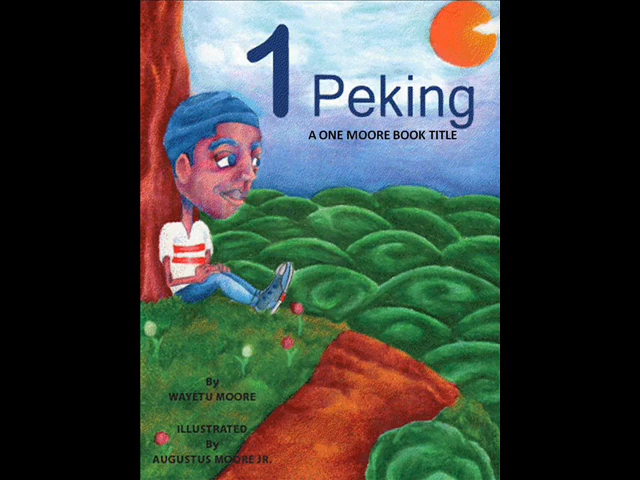 1 Peking
A ONE MOORE BOOK TITLE
By
WAYETU MOORE
ILLUSTRATED
By
AUGUSTUS MOORE JR.